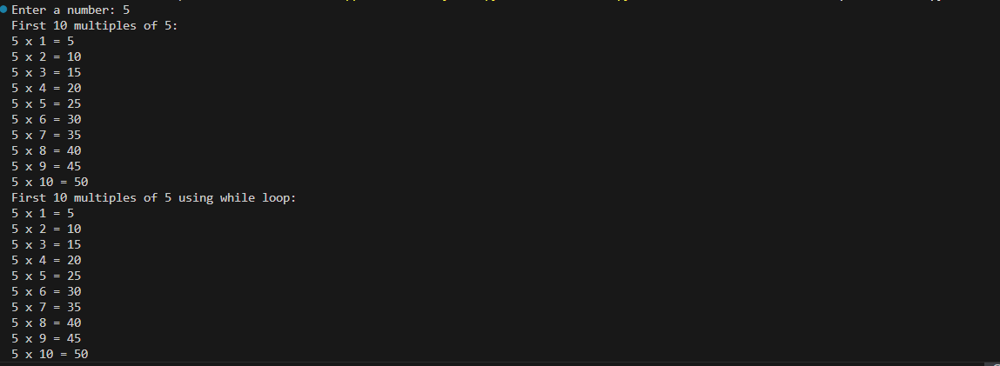 Enter a number: 5
First 10 multiples of 5:
5 x 1 = 5
5 x 2 = 10
5 x 3 = 15
5 x 4 = 20
5 x 5 = 25
5 x 6 = 30
5 x 7 = 35
5 x 8 = 40
5 x 9 = 45
5 x 10 = 50
First 10 multiples of 5 using while loop:
5 x 1 = 5
5 x 2 = 10
5 x 3 = 15
5 x 4 = 20
5 x 5 = 25
5 x 6 = 30
5 x 7 = 35
5 x 8 = 40
5 x 9 = 45
5 x 10 = 50